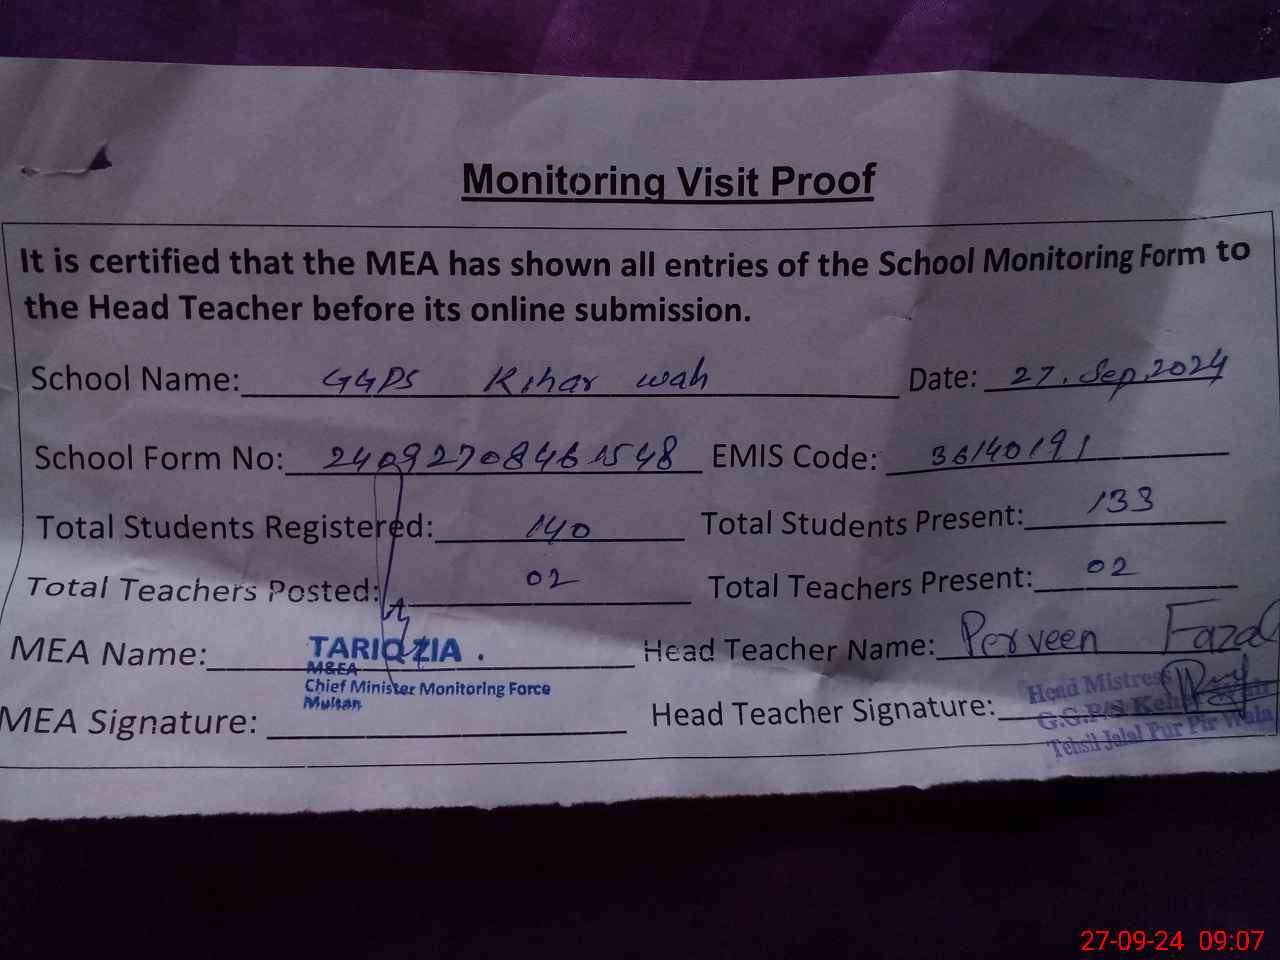 Monitoring Visit Proof
It is certified that the MEA has shown all entries of the School Monitoring Form to
the Head Teacher before its online submission.
School Name: GGPS Kihar wah Date: 27. Sep. 2024
School Form No: 24092708461548 EMIS Code: 36140191
Total Students Registered: 140 Total Students Present: 133
Total Teachers Posted: 02 Total Teachers Present: 02
MEA Name: TARIQ ZIA . Head Teacher Name: Perveen Fazal
M&EA
Chief Minister Monitoring Force
Multan
MEA Signature: Head Teacher Signature:
Head Mistress
G.G.P/S Wah
Tehsil Jalal Pur Pir Wala
27-09-24 09:07